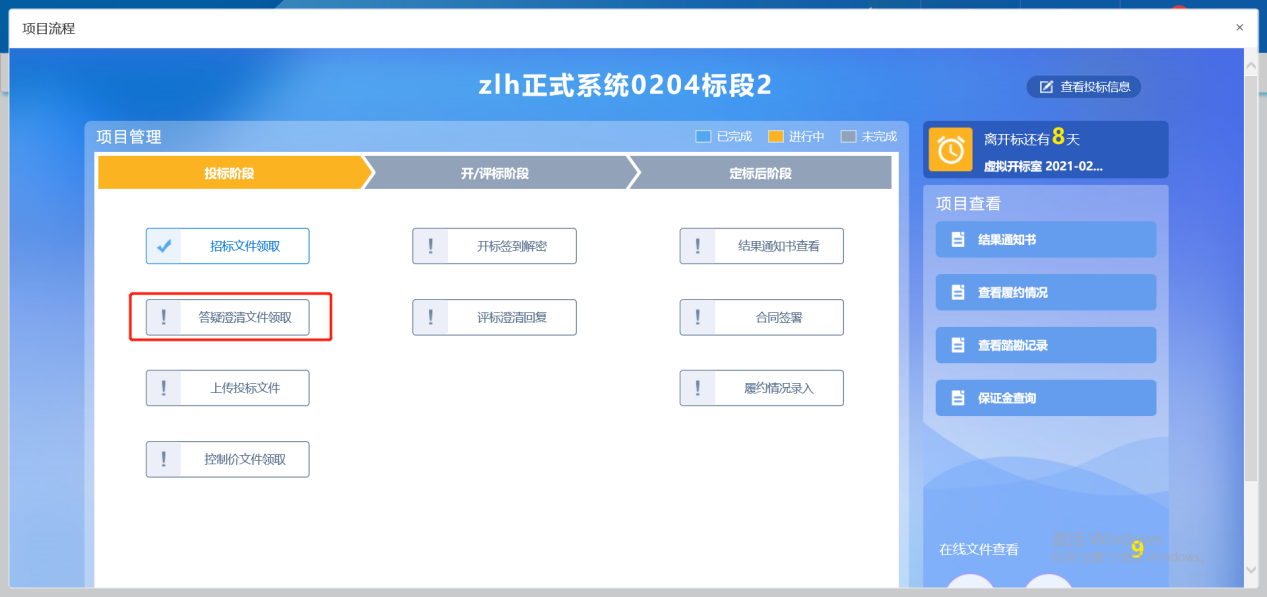 项目流程
×
zlh正式系统0204标段2
查看投标信息
项目管理
已完成 进行中 未完成
投标阶段 开/评标阶段 定标后阶段
招标文件领取
! 开标签到解密
! 结果通知书查看
! 答疑澄清文件领取
! 评标澄清回复
! 合同签署
! 上传投标文件
! 履约情况录入
! 控制价文件领取
离开标还有8天
虚拟开标室 2021-02...
项目查看
结果通知书
查看履约情况
查看踏勘记录
保证金查询
在线文件查看
9